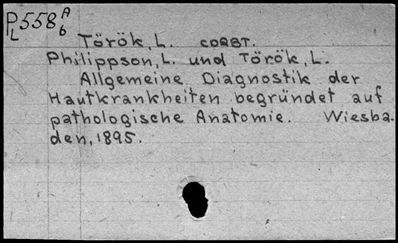 P558 A
L b
Török, L. COABT.
Philippson, L. und Török, L.
Allgemeine Diagnostik der
Hautkrankheiten begründet auf
pathologische Anatomie. Wiesba-
den, 1895.